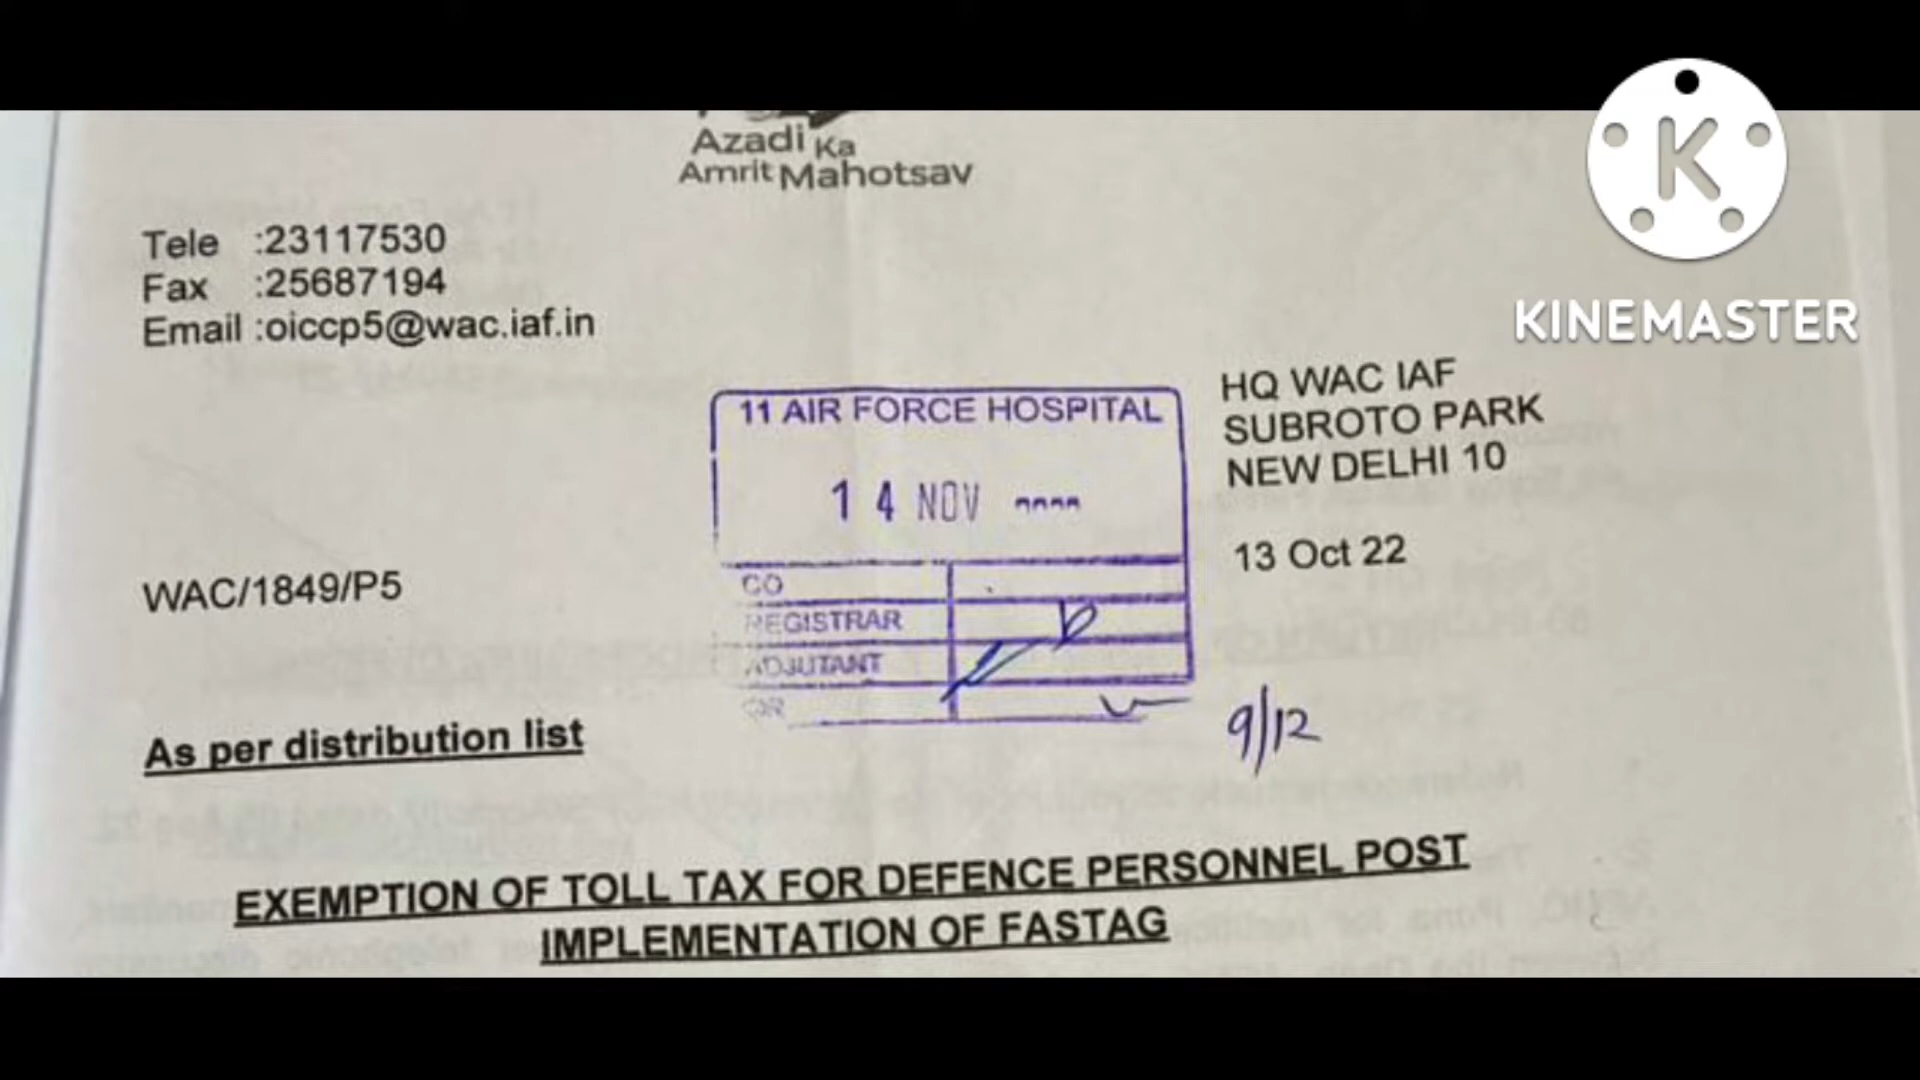 Azadi Ka
Amrit Mahotsav
KINEMASTER
Tele :23117530
Fax :25687194
Email :oiccp5@wac.iaf.in
HQ WAC IAF
SUBROTO PARK
NEW DELHI 10
11 AIR FORCE HOSPITAL
14 NOV
13 Oct 22
WAC/1849/P5
CO
REGISTRAR
ADJUTANT
9/12
As per distribution list
EXEMPTION OF TOLL TAX FOR DEFENCE PERSONNEL POST
IMPLEMENTATION OF FASTAG